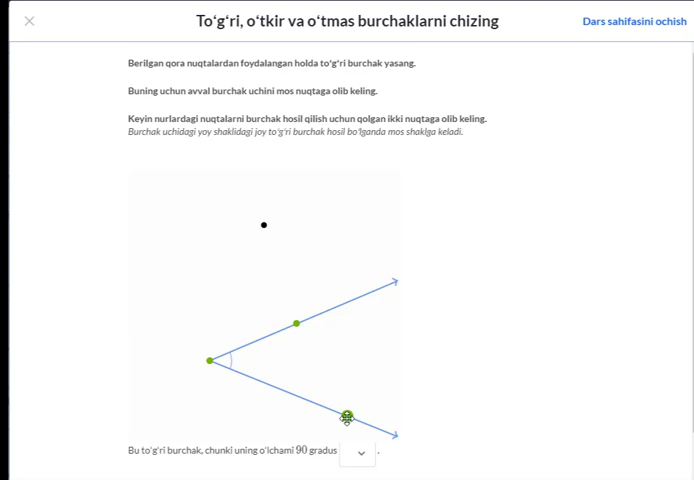 To‘g‘ri, o‘tkir va o‘tmas burchaklarni chizing
Dars sahifasini ochish
Berilgan qora nuqtalardan foydalangan holda to‘g‘ri burchak yasang.
Buning uchun avval burchak uchini mos nuqtaga olib keling.
Keyin nurlardagi nuqtalarni burchak hosil qilish uchun qolgan ikki nuqtaga olib keling.
Burchak uchidagi yoy shaklidagi joy to‘g‘ri burchak hosil bo‘lganda mos shaklga keladi.
Bu to‘g‘ri burchak, chunki uning o‘lchami 90 gradus .